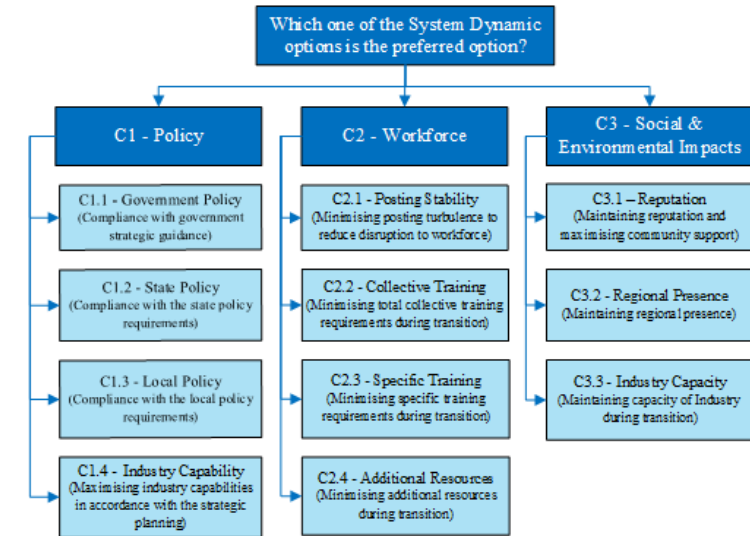 Which one of the System Dynamic
options is the preferred option?
C1 - Policy
C1.1 - Government Policy
(Compliance with government
strategic guidance)
C1.2 - State Policy
(Compliance with the state policy
requirements)
C1.3 - Local Policy
(Compliance with the local policy
requirements)
C1.4 - Industry Capability
(Maximising industry capabilities
in accordance with the strategic
planning)
C2 - Workforce
C2.1 - Posting Stability
(Minimising posting turbulence to
reduce disruption to workforce)
C2.2 - Collective Training
(Minimising total collective training
requirements during transition)
C2.3 - Specific Training
(Minimising specific training
requirements during transition)
C2.4 - Additional Resources
(Minimising additional resources
during transition)
C3 - Social &
Environmental Impacts
C3.1 – Reputation
(Maintaining reputation and
maximising community support)
C3.2 - Regional Presence
(Maintaining regional presence)
C3.3 - Industry Capacity
(Maintaining capacity of Industry
during transition)